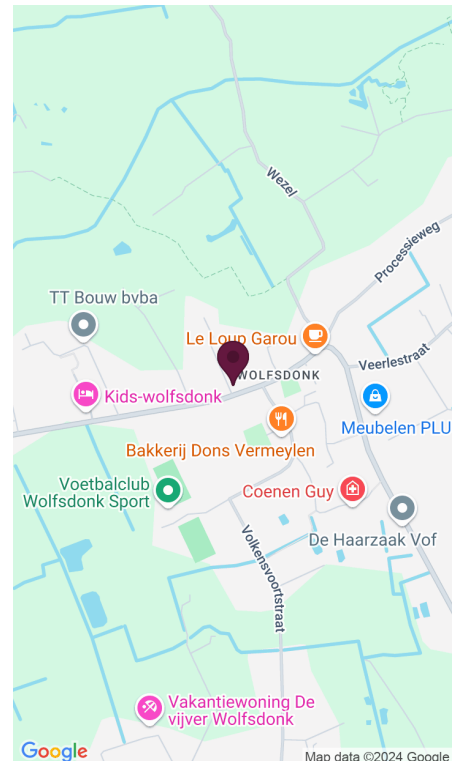 Wezel
Processieweg
TT Bouw bvba
Le Loup Garou
WOLFSDONK
Veerlestraat
Kids-wolfsdonk
Meubelen PLU
Bakkerij Dons Vermeylen
Voetbalclub
Wolfsdonk Sport
Coenen Guy
De Haarzaak Vof
Volkensvoortstraat
Vakantiewoning De
vijver Wolfsdonk
Google
Map data ©2024 Google